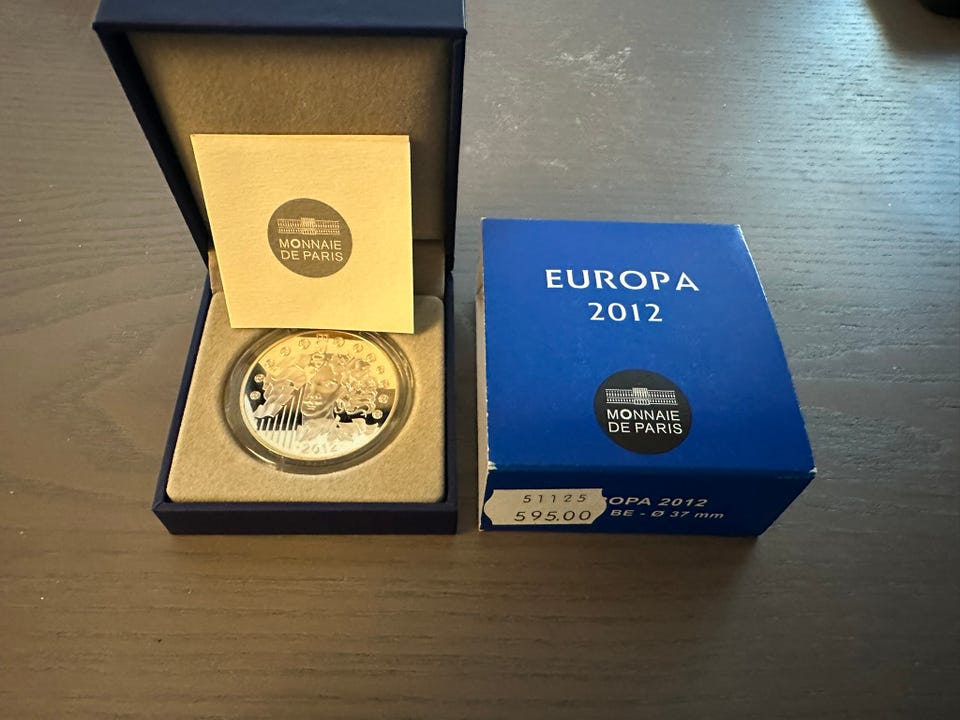 MONNAIE
DE PARIS
2012
EUROPA
2012
MONNAIE
DE PARIS
51125
595.00
OPA 2012
BE - Ø 37 mm